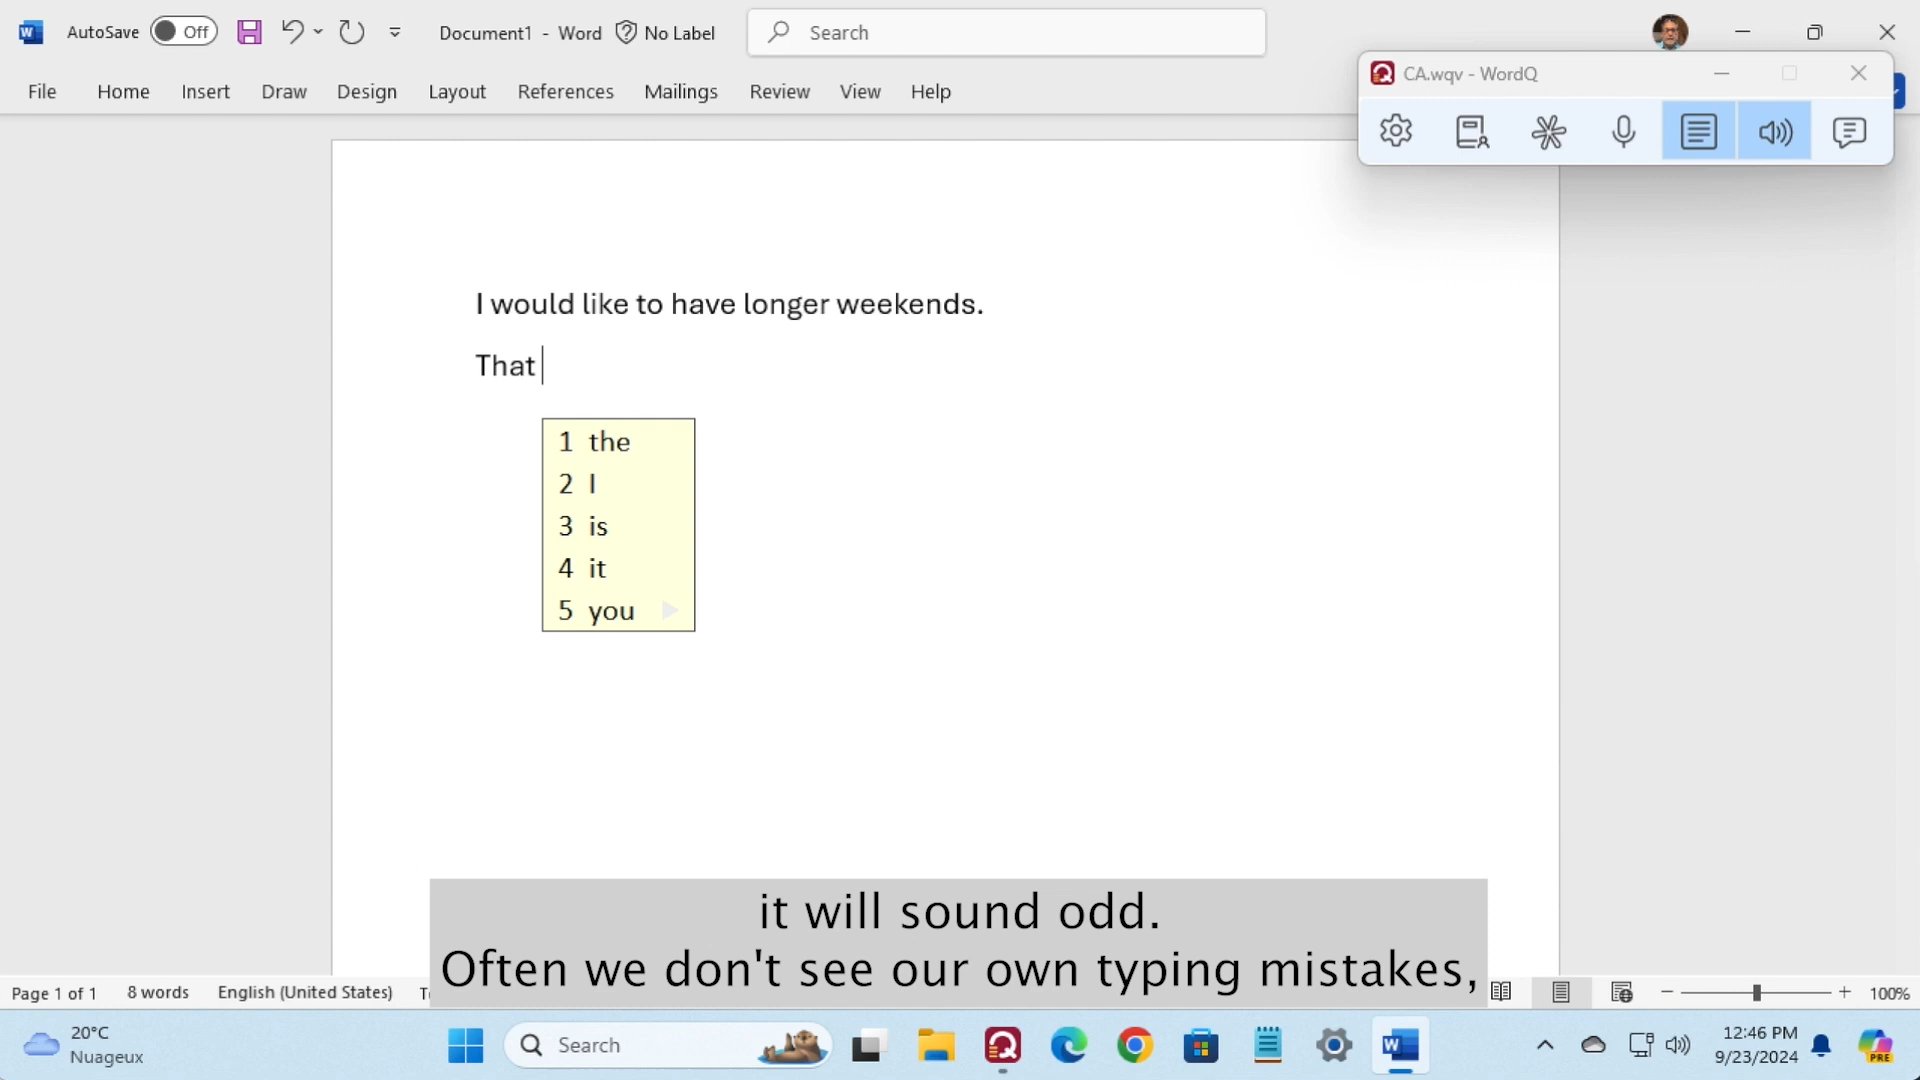 AutoSave Off Document1 - Word No Label Search
CA.wqv - WordQ
File Home Insert Draw Design Layout References Mailings Review View Help
I would like to have longer weekends.
That
1 the
2 I
3 is
4 it
5 you
it will sound odd.
Often we don't see our own typing mistakes,
Page 1 of 1 8 words English (United States) 100%
20°C
Nuageux
Search
12:46 PM
9/23/2024
PRE